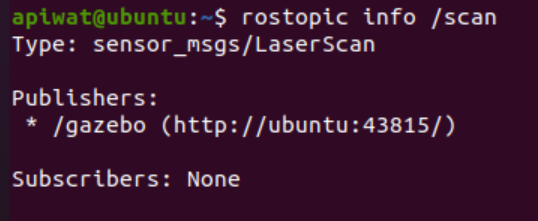 apiwat@ubuntu:~$ rostopic info /scan
Type: sensor_msgs/LaserScan
Publishers:
* /gazebo (http://ubuntu:43815/)
Subscribers: None